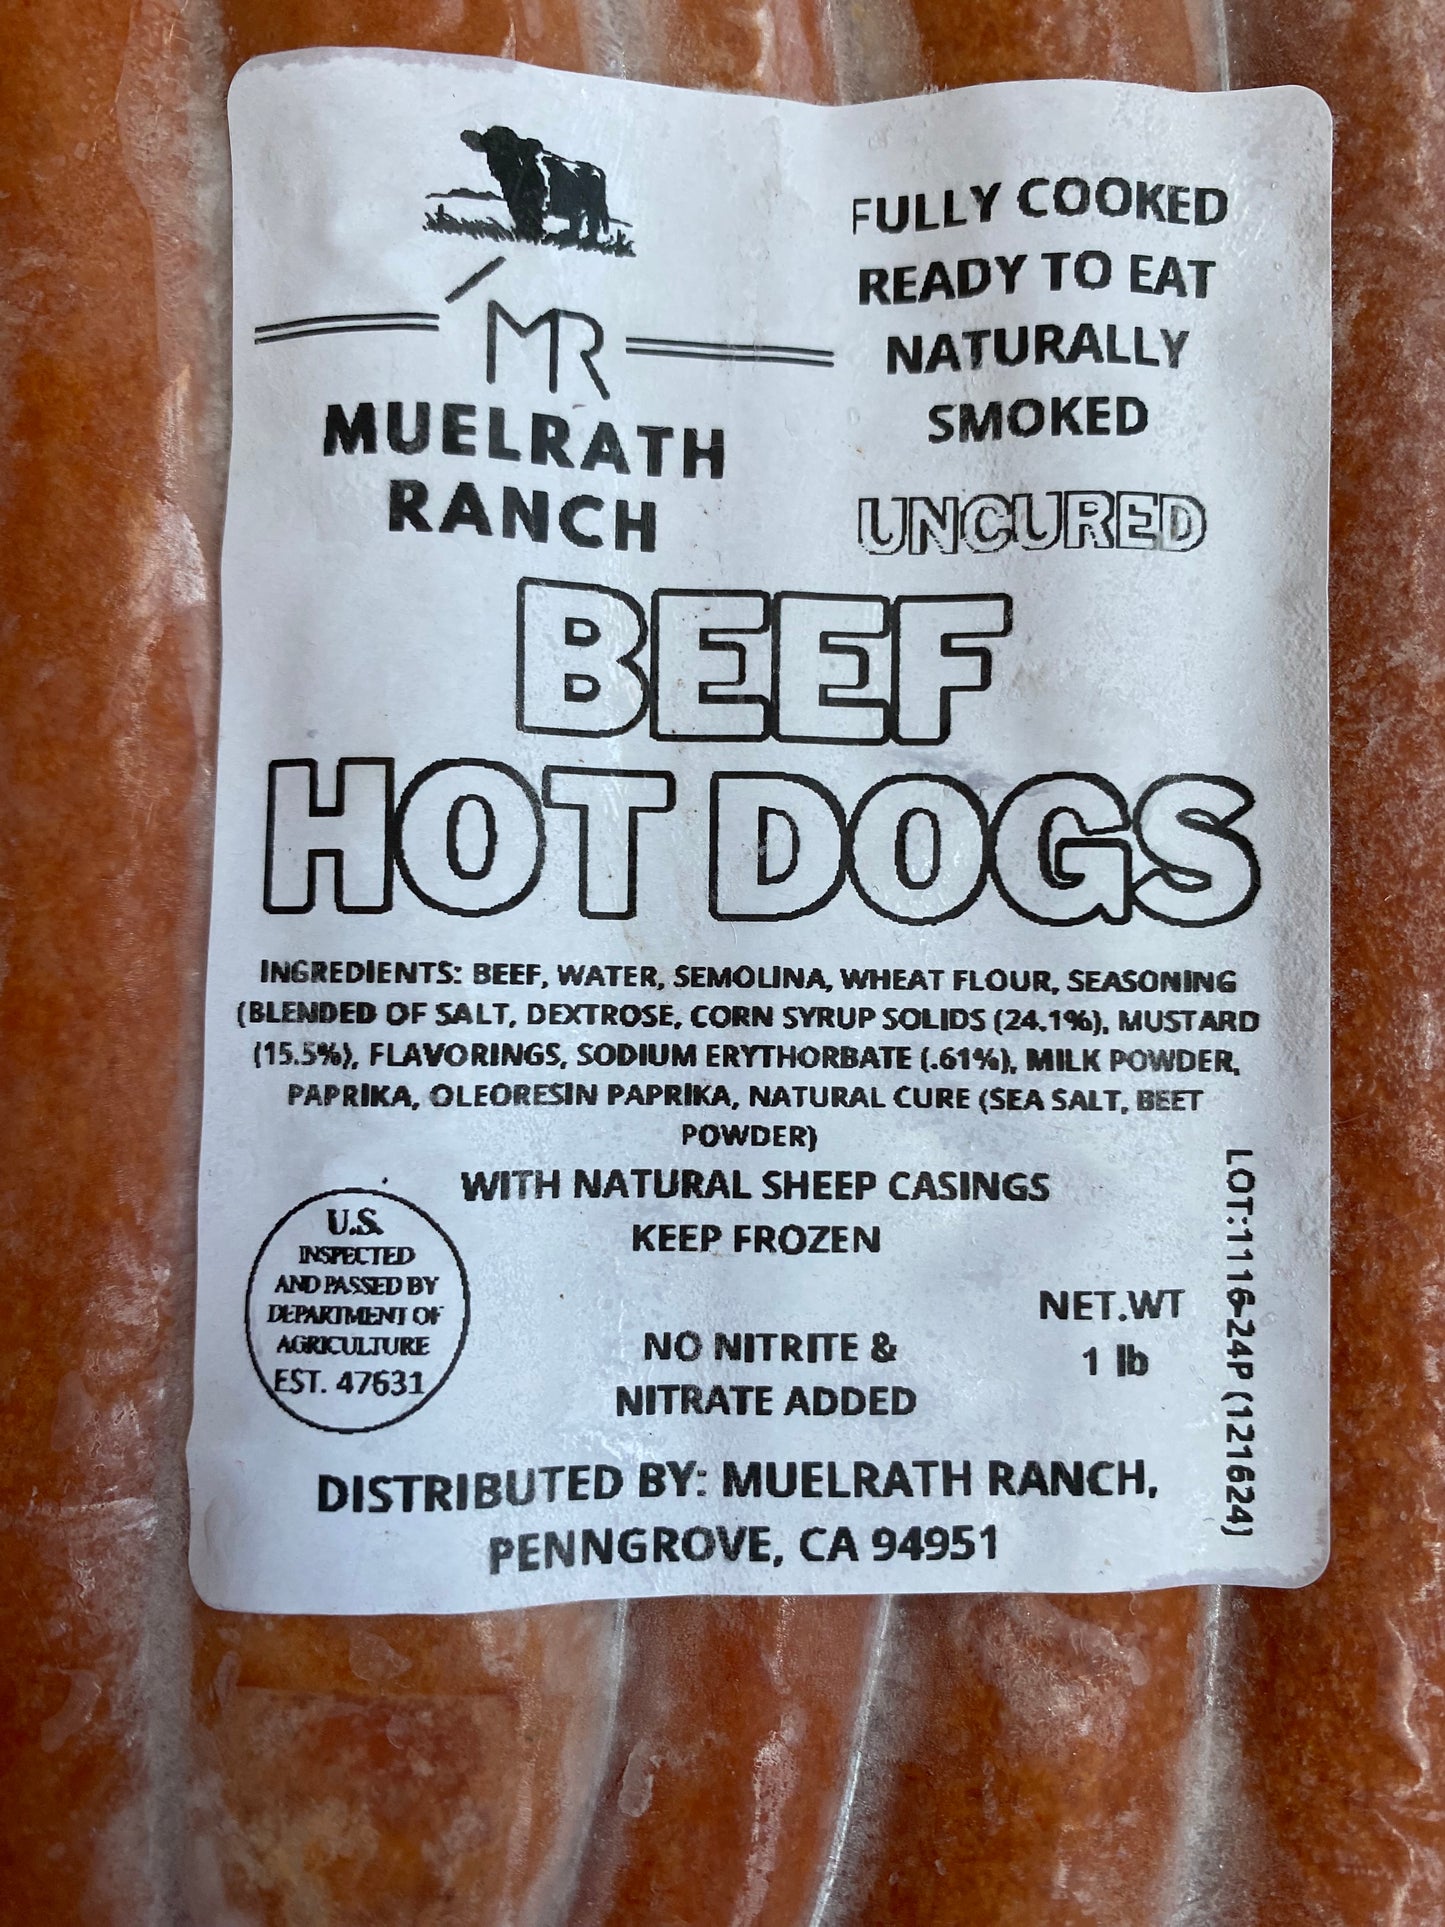 MR
MUELRATH
RANCH
FULLY COOKED
READY TO EAT
NATURALLY
SMOKED
UNCURED
BEEF
HOT DOGS
INGREDIENTS: BEEF, WATER, SEMOLINA, WHEAT FLOUR, SEASONING
(BLENDED OF SALT, DEXTROSE, CORN SYRUP SOLIDS (24.1%), MUSTARD
(15.5%), FLAVORINGS, SODIUM ERYTHORBATE (.61%), MILK POWDER,
PAPRIKA, OLEORESIN PAPRIKA, NATURAL CURE (SEA SALT, BEET
POWDER)
WITH NATURAL SHEEP CASINGS
KEEP FROZEN
U.S.
INSPECTED
AND PASSED BY
DEPARTMENT OF
AGRICULTURE
EST. 47631
NO NITRITE &
NITRATE ADDED
NET.WT
1 lb
LOT:1116-24P (121624)
DISTRIBUTED BY: MUELRATH RANCH,
PENNGROVE, CA 94951